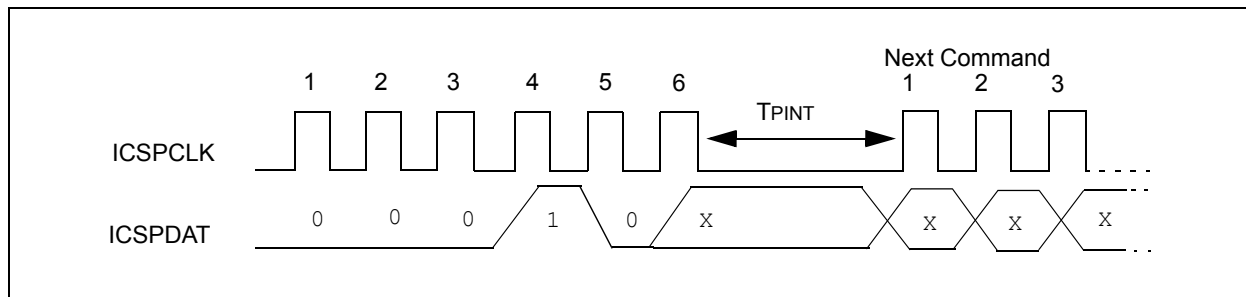 Next Command
1 2 3 4 5 6 1 2 3
TPINT
ICSPCLK
0 0 0 1 0 X X X X
ICSPDAT